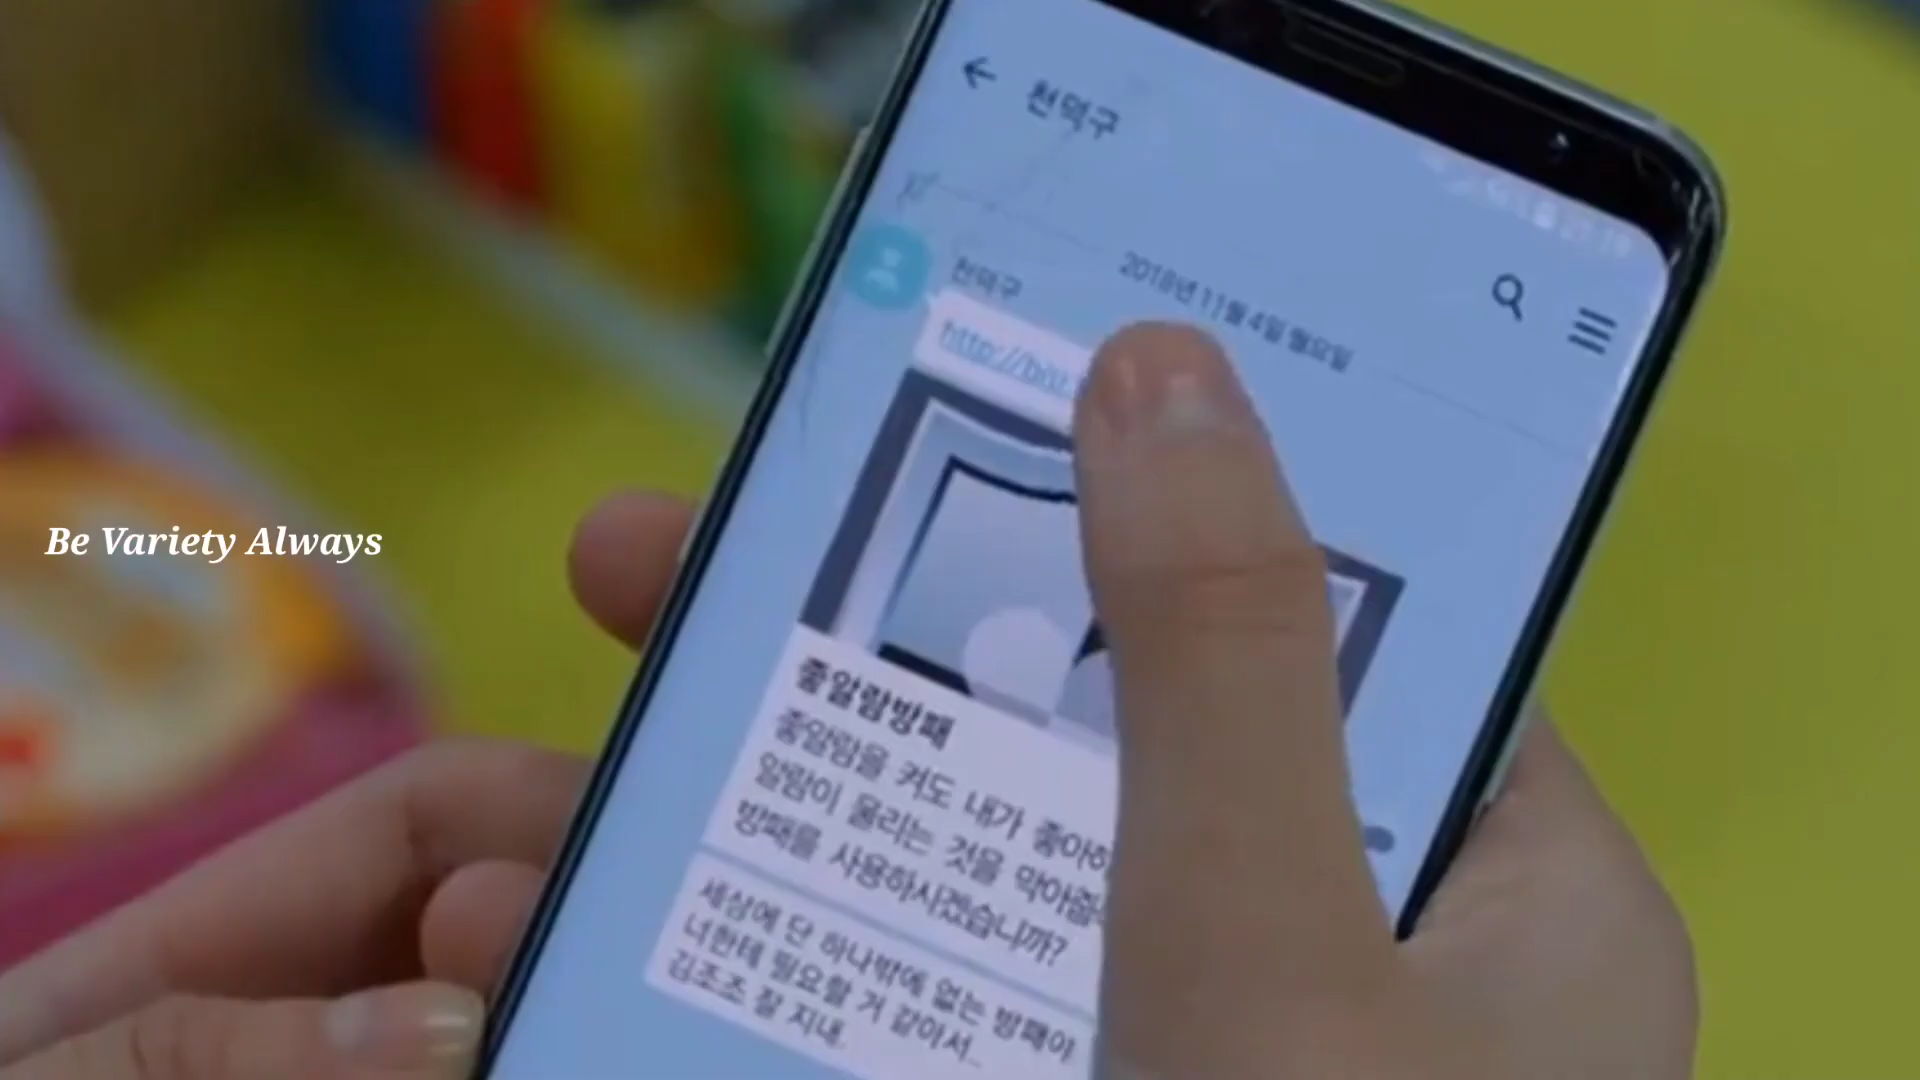 천덕구
2018년 11월 4일 월요일
천덕구
좋알람방패
좋알람을 켜도 내가 좋아하
알람이 울리는 것을 막아줍니
방패를 사용하시겠습니까?
세상에 단 하나밖에 없는 방패야
너한테 필요할 거 같아서..
김조조 잘 지내.
Be Variety Always